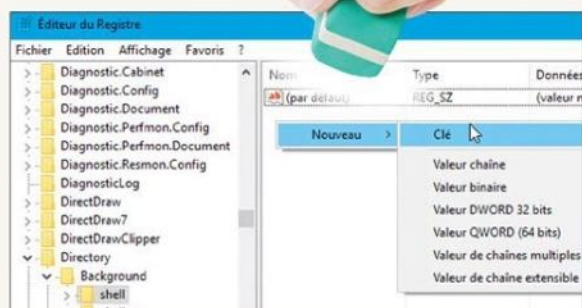 Éditeur du Registre
Fichier Edition Affichage Favoris ?
Diagnostic.Cabinet
Diagnostic.Config
Diagnostic.Document
Diagnostic.Perfmon.Config
Diagnostic.Perfmon.Document
Diagnostic.Resmon.Config
DiagnosticLog
DirectDraw
DirectDraw7
DirectDrawClipper
Directory
Background
shell
Nom Type Données
ab (par défaut) REG_SZ (valeur
Nouveau > Clé
Valeur chaîne
Valeur binaire
Valeur DWORD 32 bits
Valeur QWORD (64 bits)
Valeur de chaînes multiples
Valeur de chaîne extensible